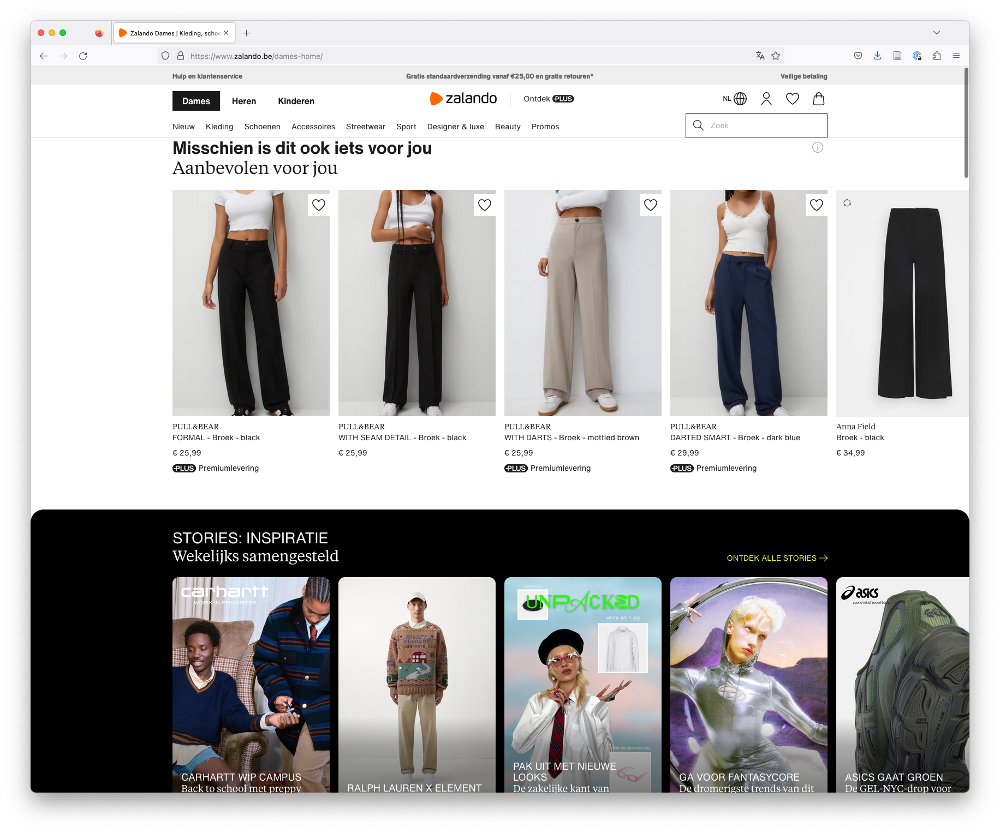 Zalando Dames | Kleding, schoe
https://www.zalando.be/dames-home/
Hulp en klantenservice
Gratis standaardverzending vanaf €25,00 en gratis retouren*
Veilige betaling
Dames
Heren
Kinderen
zalando
Ontdek PLUS
NL
Nieuw
Kleding
Schoenen
Accessoires
Streetwear
Sport
Designer & luxe
Beauty
Promos
Zoek
Misschien is dit ook iets voor jou
Aanbevolen voor jou
PULL&BEAR
FORMAL - Broek - black
€ 25,99
PLUS Premiumlevering
PULL&BEAR
WITH SEAM DETAIL - Broek - black
€ 25,99
PULL&BEAR
WITH DARTS - Broek - mottled brown
€ 25,99
PLUS Premiumlevering
PULL&BEAR
DARTED SMART - Broek - dark blue
€ 29,99
PLUS Premiumlevering
Anna Field
Broek - black
€ 34,99
STORIES: INSPIRATIE
Wekelijks samengesteld
ONTDEK ALLE STORIES
carhartt
WORK IN PROGRESS
CARHARTT WIP CAMPUS
Back to school met preppy
POLO R.L.
ELEMENT
RALPH LAUREN X ELEMENT
UNPACKED
white-shirt.jpg
pink-sunglasses.jpg
PAK UIT MET NIEUWE
LOOKS
De zakelijke kant van
GA VOOR FANTASYCORE
De dromerigste trends van dit
asics
sound mind, sound body
ASICS GAAT GROEN
De GEL-NYC-drop voor